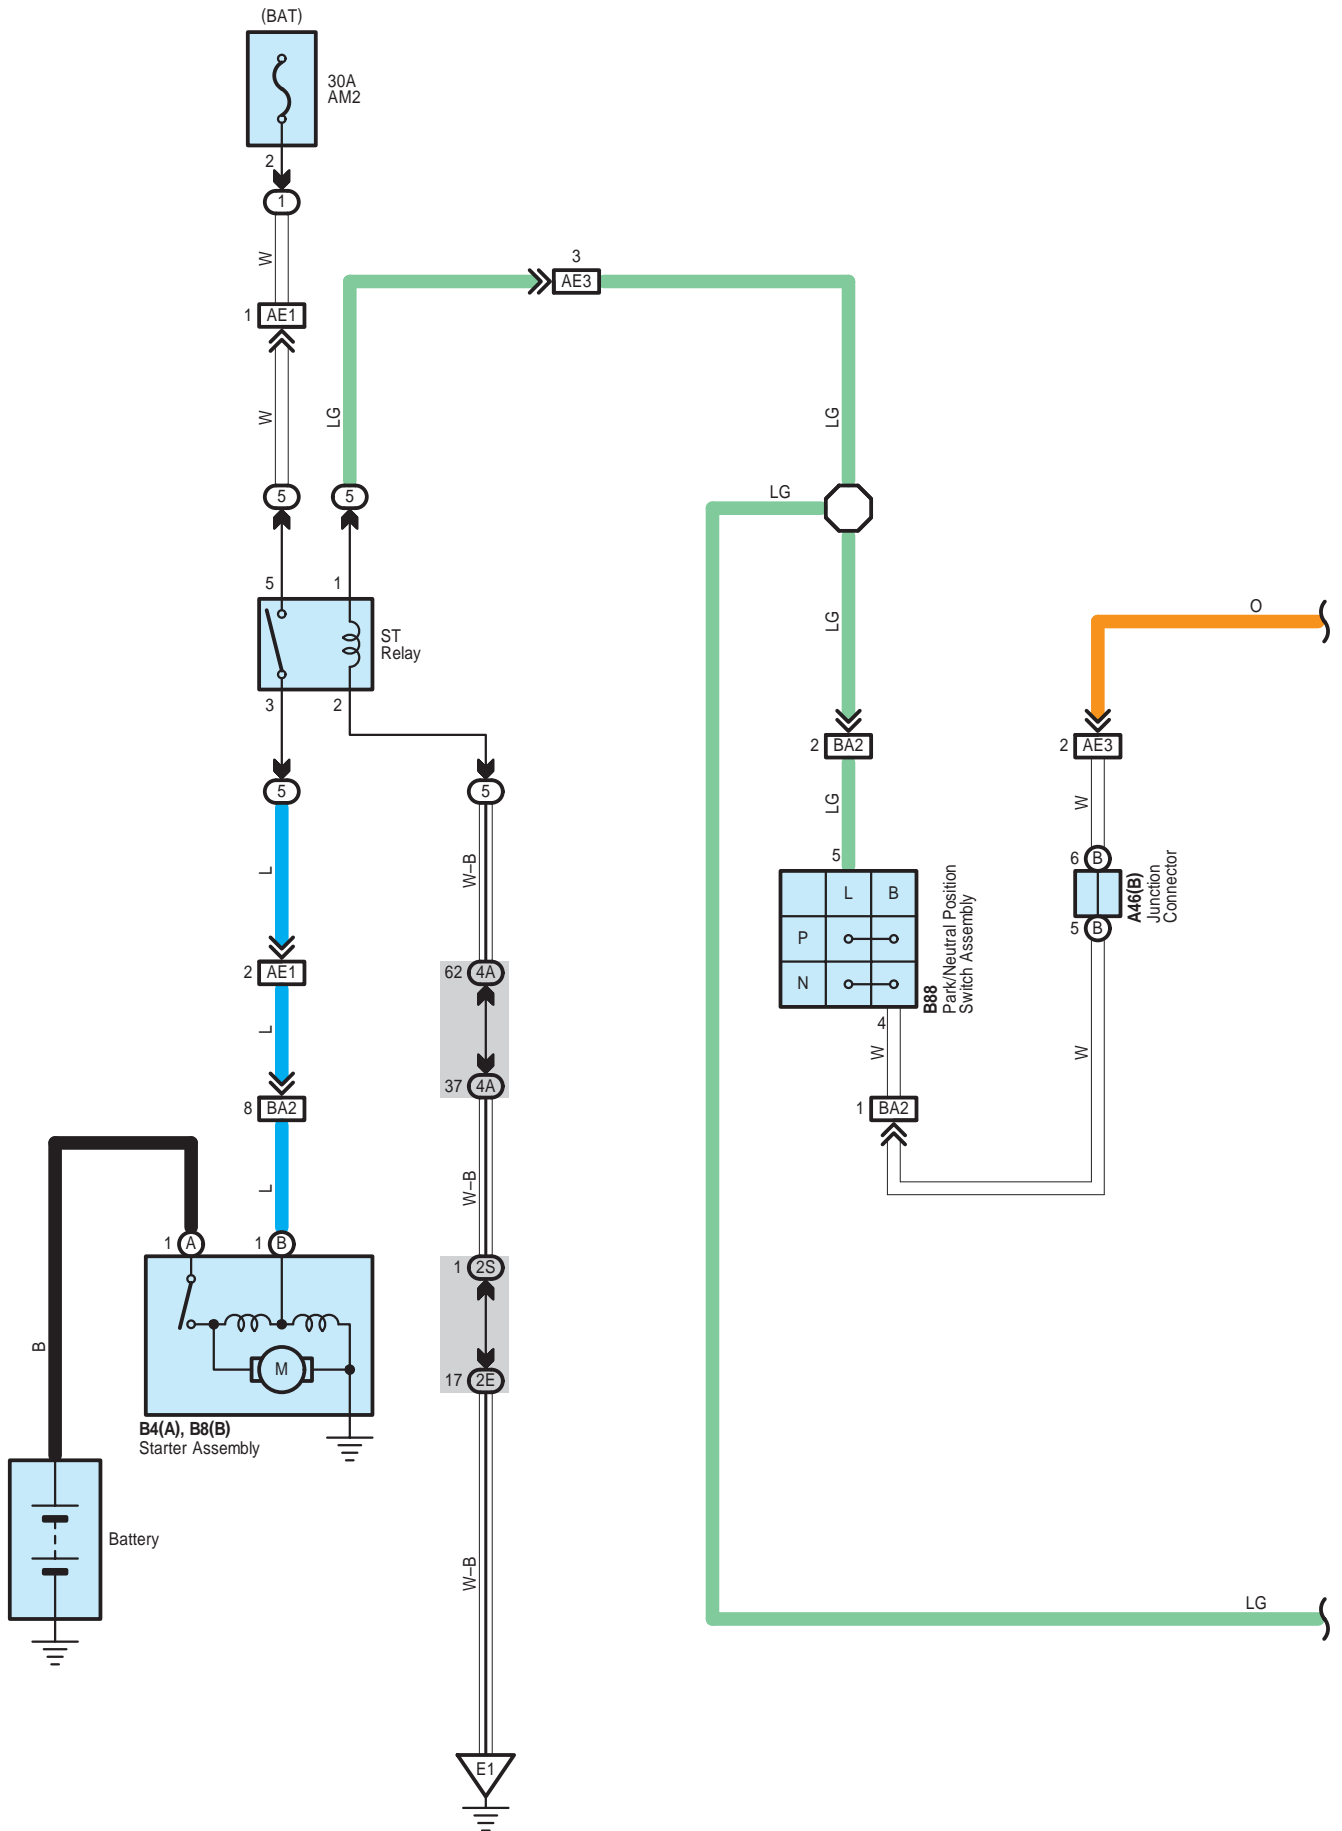 (BAT)
30A
AM2
2
1
W
3
AE3
1
AE1
W
LG
LG
5
5
LG
5
1
ST
Relay
LG
O
3
2
2
BA2
2
AE3
5
5
LG
W
L
W–B
5
6
B
A46(B)
Junction
Connector
L
B
P
N
5
B
B88
Park/Neutral Position
Switch Assembly
2
AE1
62
4A
4
W
W
L
37
4A
8
BA2
1
BA2
L
W–B
1
A
1
B
1
2S
B
M
17
2E
B4(A), B8(B)
Starter Assembly
Battery
W–B
LG
E1